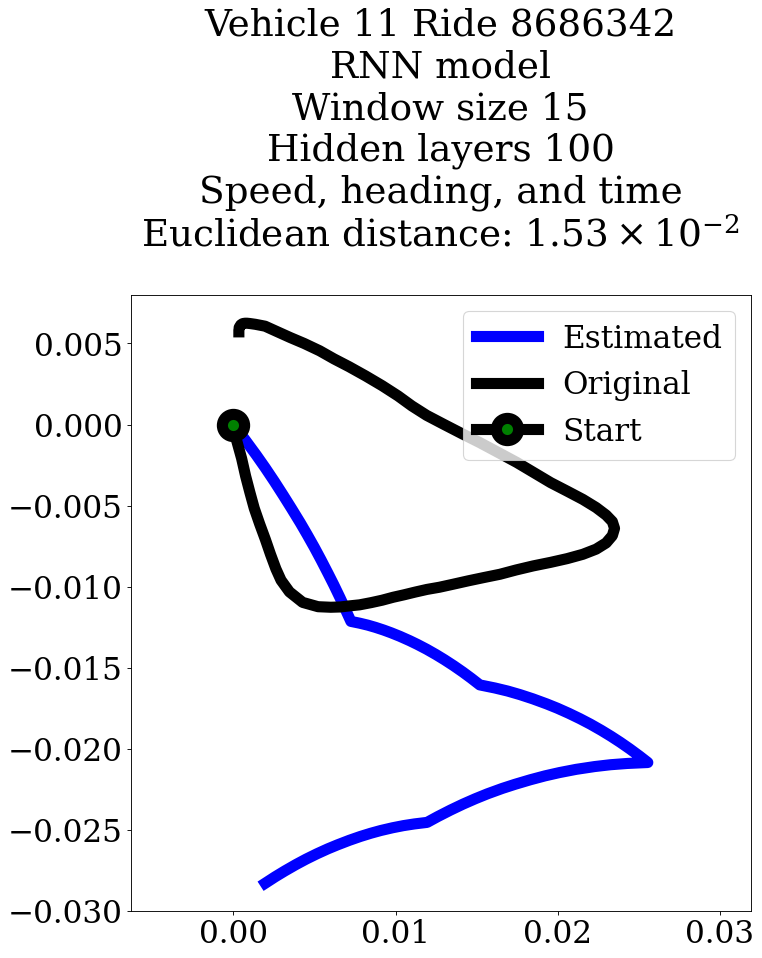 Vehicle 11 Ride 8686342
RNN model
Window size 15
Hidden layers 100
Speed, heading, and time
Euclidean distance: 1.53 × 10⁻²
Estimated
Original
Start
0.005
0.000
−0.005
−0.010
−0.015
−0.020
−0.025
−0.030
0.00 0.01 0.02 0.03